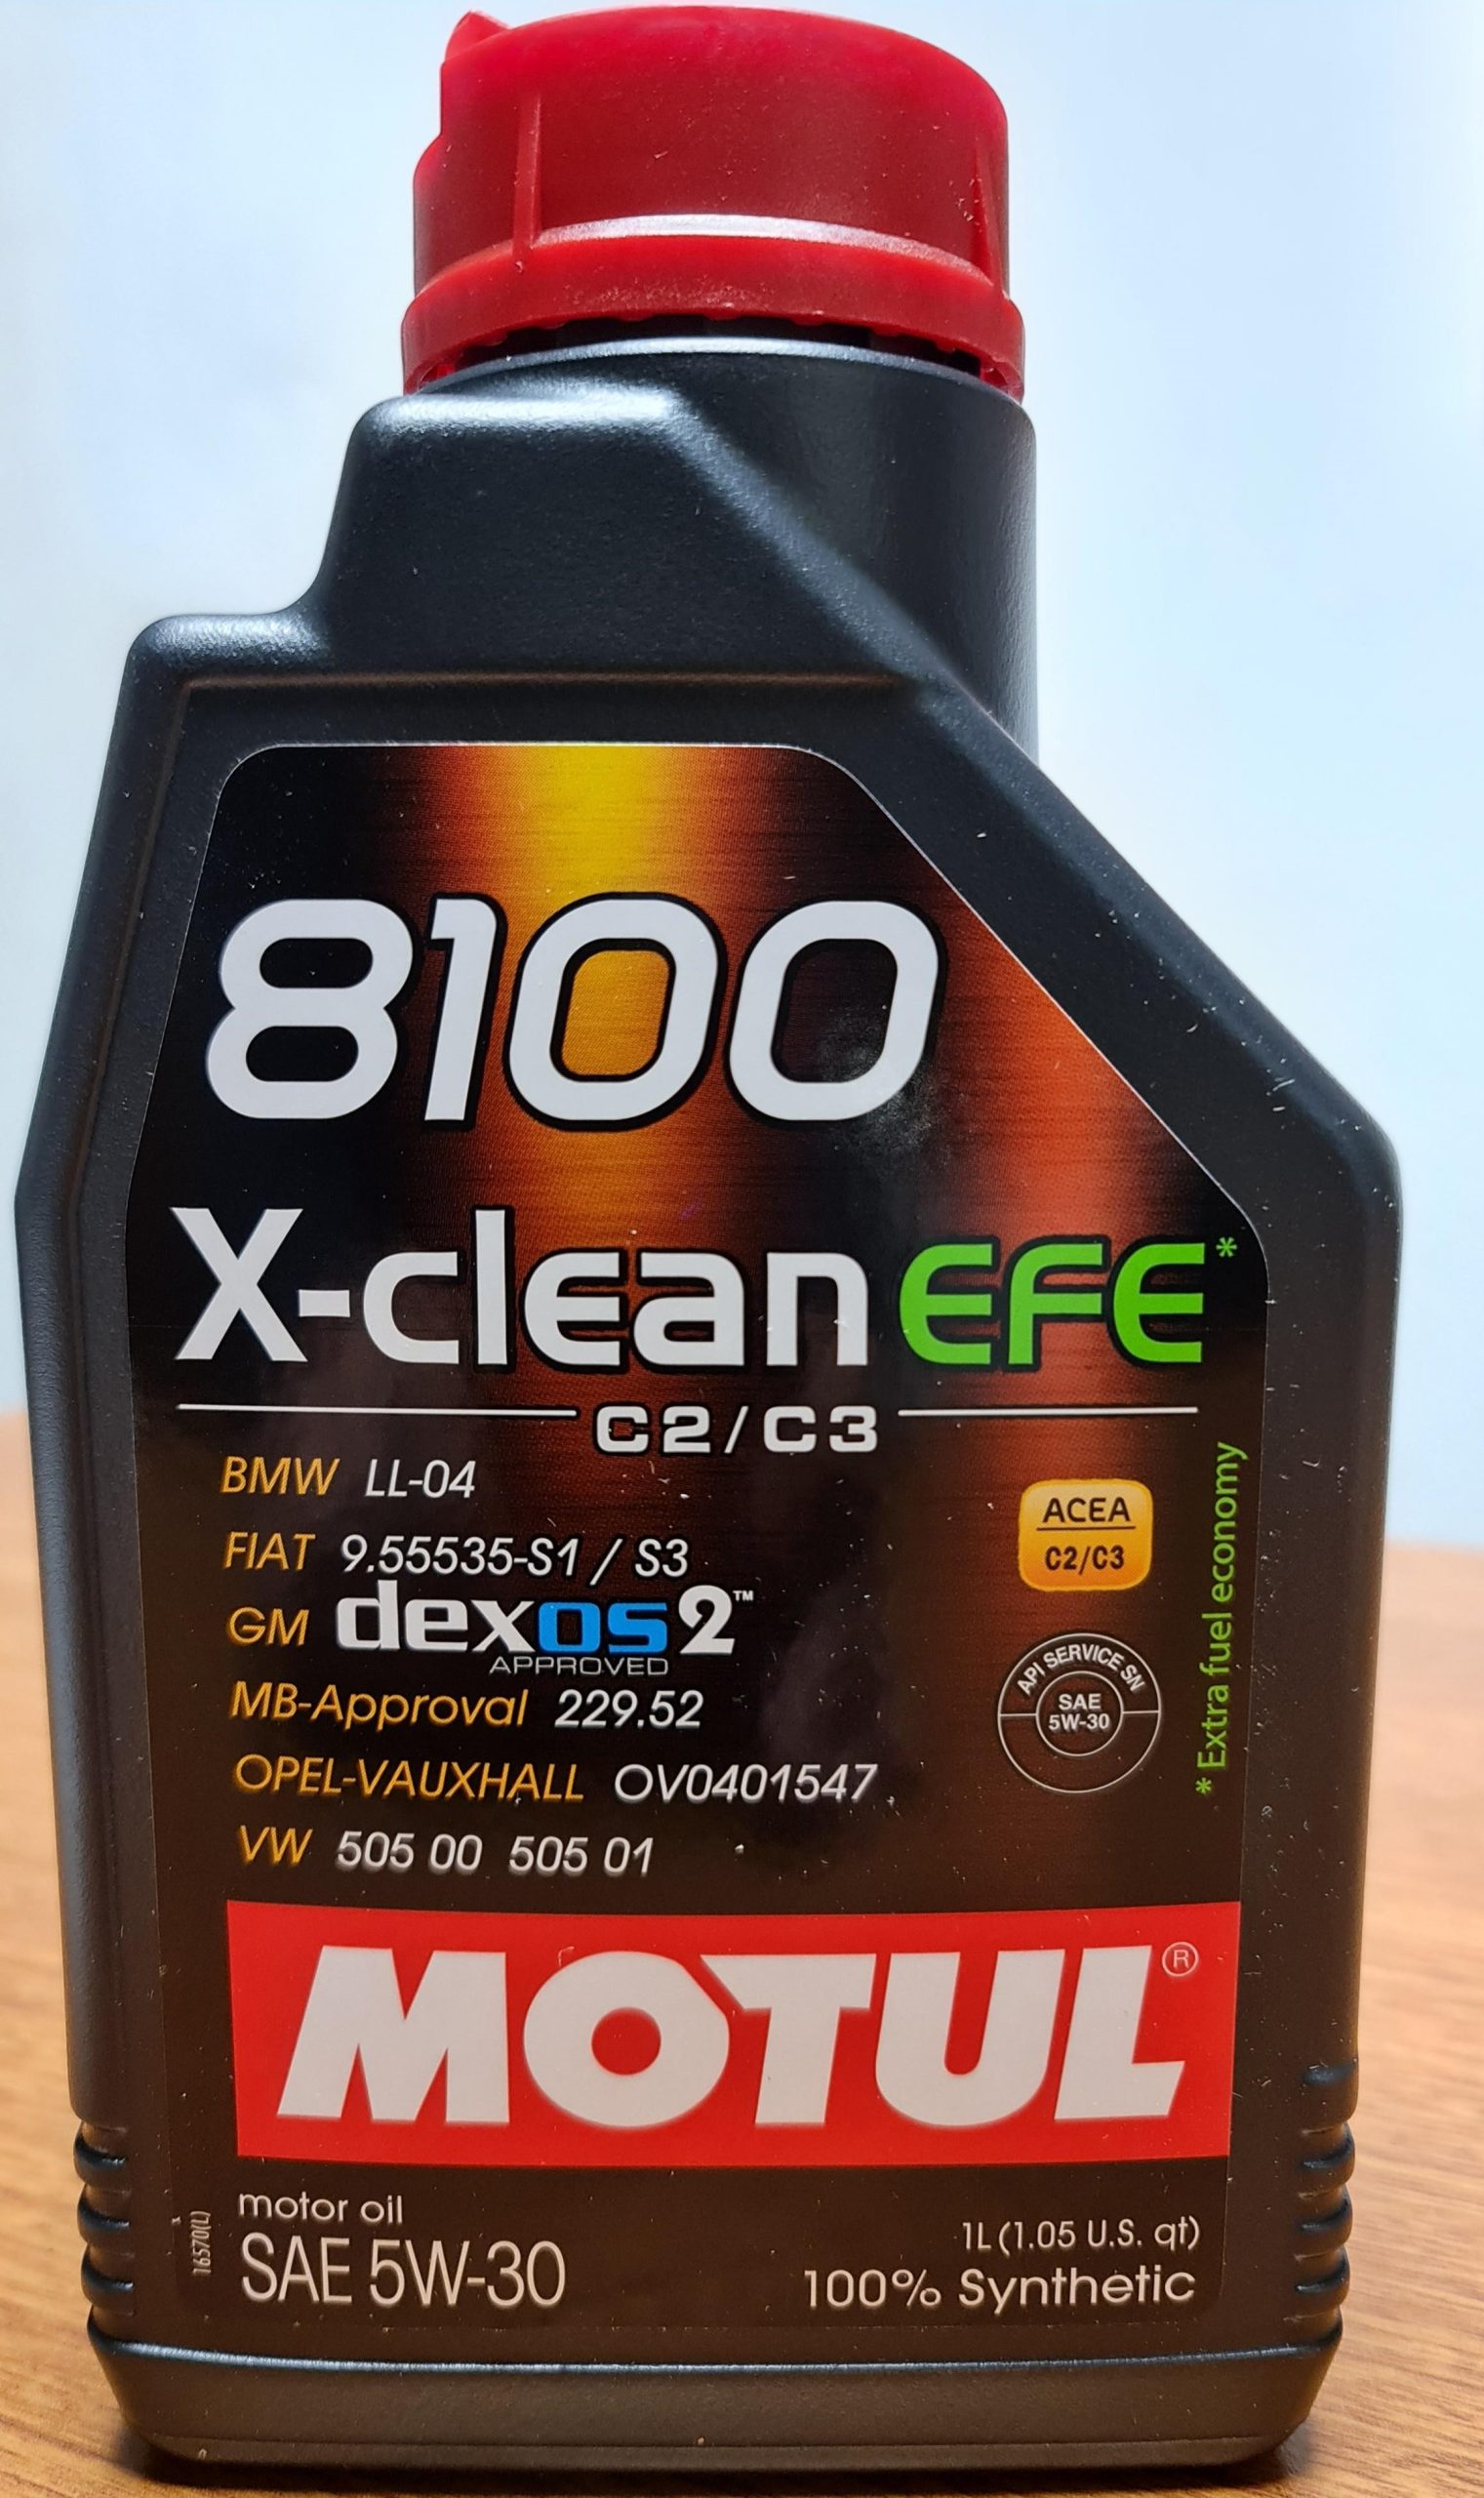 8100
X-clean EFE*
C2/C3
BMW LL-04
FIAT 9.55535-S1 / S3
GM dexos2™
APPROVED
MB-Approval 229.52
OPEL-VAUXHALL OV0401547
VW 505 00 505 01
ACEA
C2/C3
API SERVICE SN
SAE
5W-30
* Extra fuel economy
MOTUL®
motor oil
SAE 5W-30
1L (1.05 U.S. qt)
100% Synthetic
16570(L)